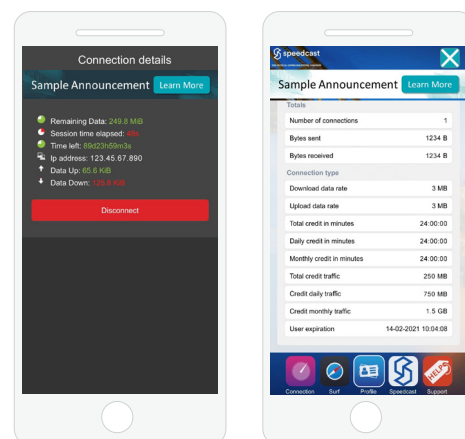 Connection details
Sample Announcement Learn More
Remaining Data: 249.8 MiB
Session time elapsed: 48s
Time left: 89d23h59m3s
Ip address: 123.45.67.890
Data Up: 65.6 KiB
Data Down:
Disconnect
speedcast
Sample Announcement Learn More
Totals
Number of connections 1
Bytes sent 1234 B
Bytes received 1234 B
Connection type
Download data rate 3 MB
Upload data rate 3 MB
Total credit in minutes 24:00:00
Daily credit in minutes 24:00:00
Monthly credit in minutes 24:00:00
Total credit traffic 250 MB
Credit daily traffic 750 MB
Credit monthly traffic 1.5 GB
User expiration 14-02-2021 10:04:08
HELP
Connection Surf Profile Speedcast Support